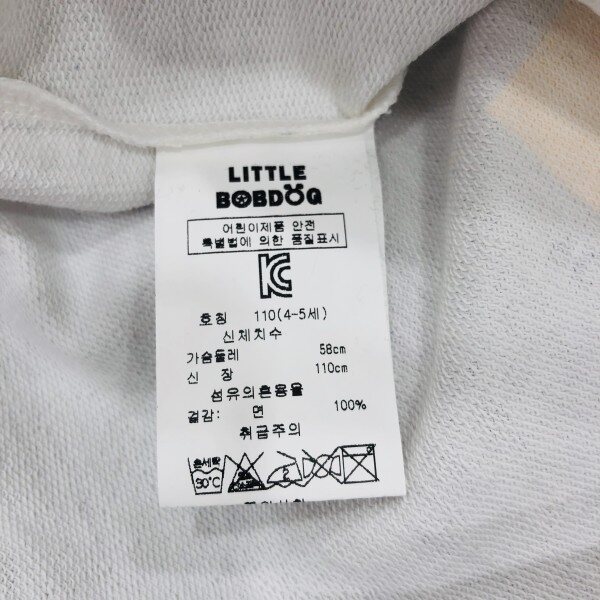 LITTLE
BOBDOG
어린이제품 안전
특별법에 의한 품질표시
KC
호칭 110(4-5세)
신체치수
가슴둘레 58cm
신 장 110cm
섬유의혼용율
겉감: 면 100%
취급주의
손세탁
30℃
2